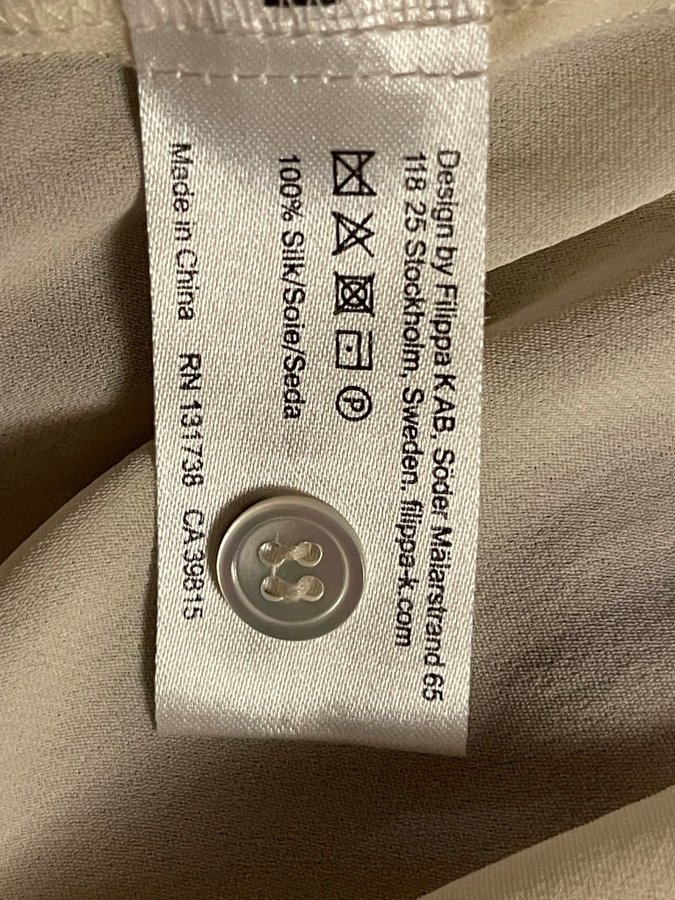 Design by Filippa K AB, Söder Mälarstrand 65
118 25 Stockholm, Sweden. filippa-k.com
P
100% Silk/Soie/Seda
Made in China RN 131738 CA 39815